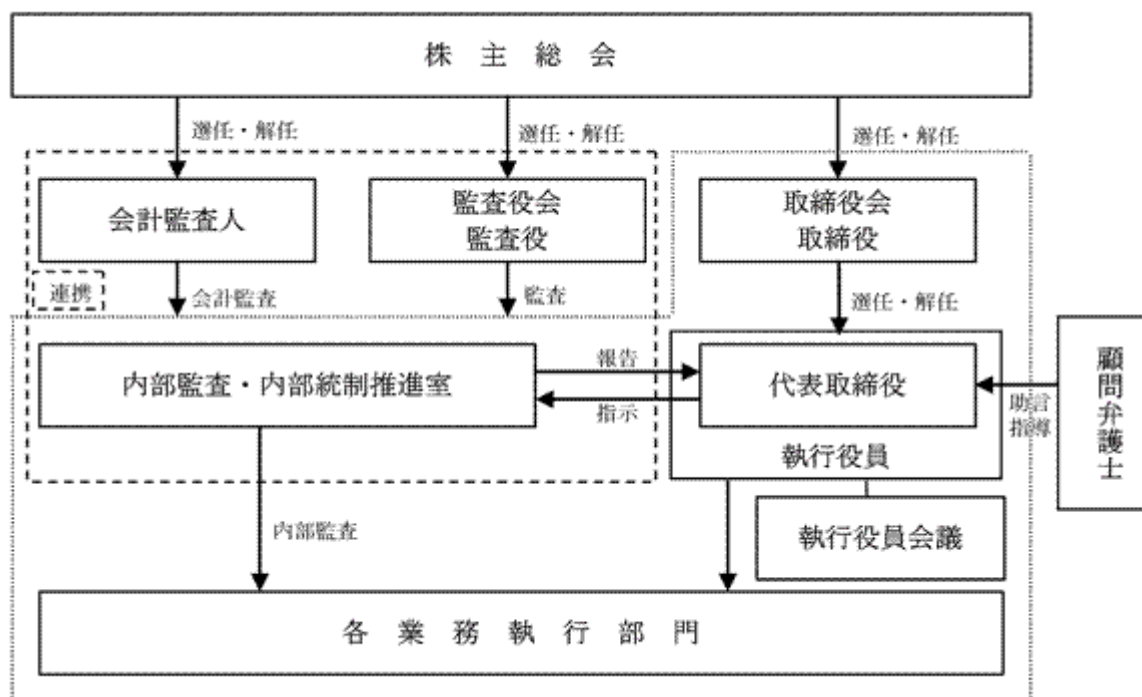 株主総会
選任・解任
選任・解任
選任・解任
会計監査人
監査役会
監査役
取締役会
取締役
連携
会計監査
監査
選任・解任
内部監査・内部統制推進室
報告
指示
代表取締役
執行役員
助言
指導
顧問弁護士
内部監査
執行役員会議
各業務執行部門